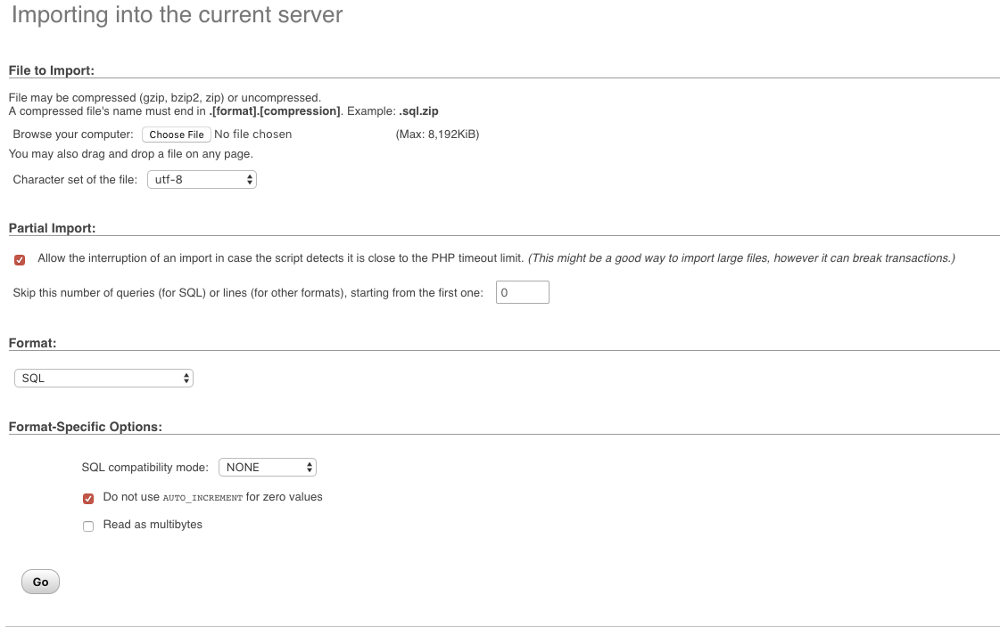 Importing into the current server
File to Import:
File may be compressed (gzip, bzip2, zip) or uncompressed.
A compressed file's name must end in .[format].[compression]. Example: .sql.zip
Browse your computer: Choose File No file chosen (Max: 8,192KiB)
You may also drag and drop a file on any page.
Character set of the file: utf-8
Partial Import:
Allow the interruption of an import in case the script detects it is close to the PHP timeout limit. (This might be a good way to import large files, however it can break transactions.)
Skip this number of queries (for SQL) or lines (for other formats), starting from the first one: 0
Format:
SQL
Format-Specific Options:
SQL compatibility mode: NONE
Do not use AUTO_INCREMENT for zero values
Read as multibytes
Go